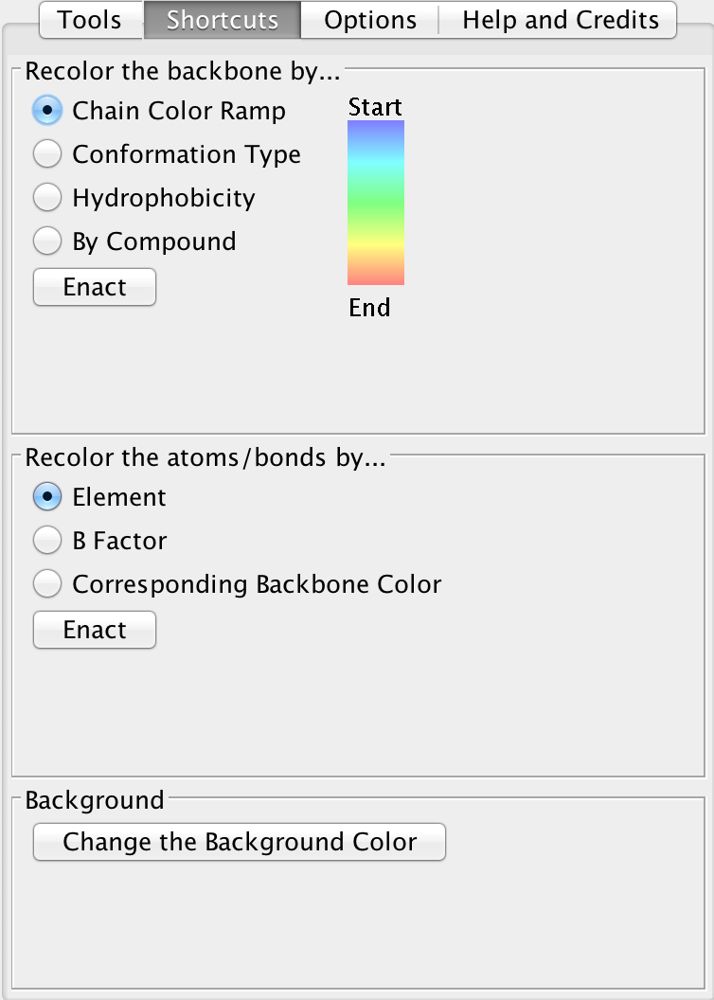 Tools Shortcuts Options Help and Credits
Recolor the backbone by...
Chain Color Ramp
Start
Conformation Type
Hydrophobicity
By Compound
Enact
End
Recolor the atoms/bonds by...
Element
B Factor
Corresponding Backbone Color
Enact
Background
Change the Background Color